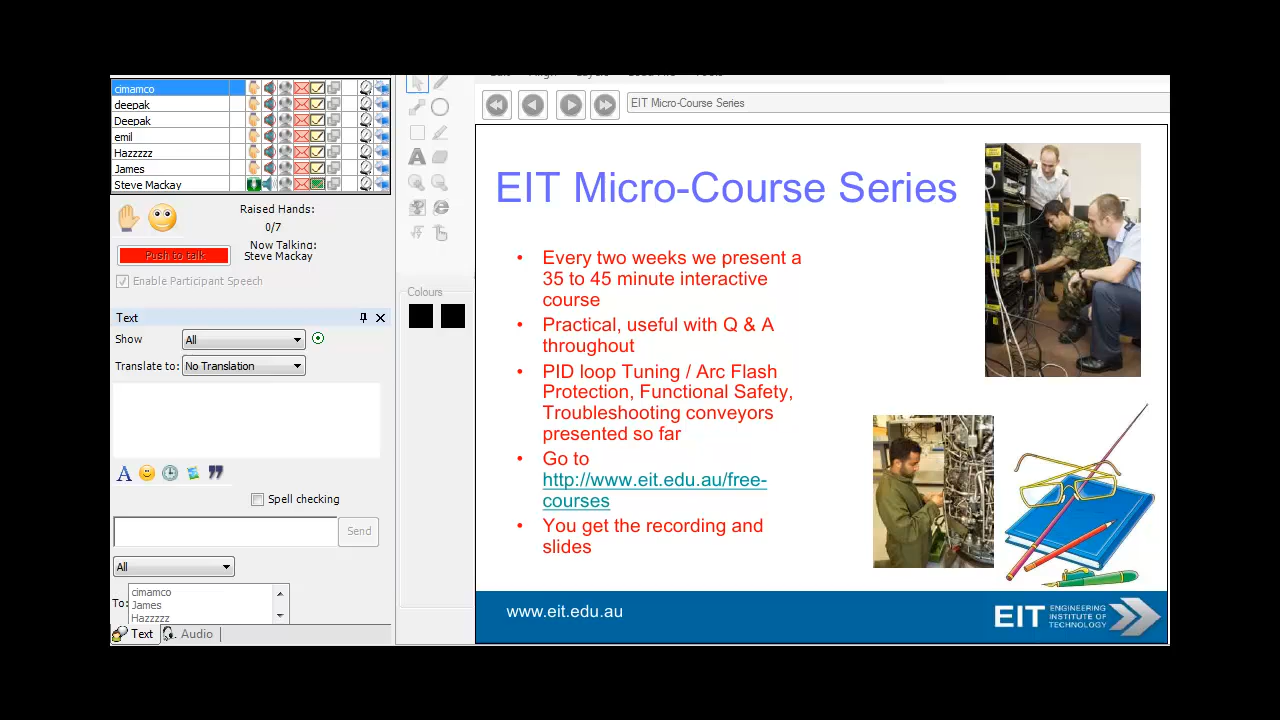 cimamco
deepak
Deepak
emil
Hazzzzz
James
Steve Mackay
Raised Hands:
0/7
Now Talking:
Steve Mackay
Push to talk
Enable Participant Speech
Text
Show
All
Translate to:
No Translation
Spell checking
Send
All
To:
cimamco
James
Hazzzzz
Text
Audio
Colours
EIT Micro-Course Series
EIT Micro-Course Series
• Every two weeks we present a
35 to 45 minute interactive
course
• Practical, useful with Q & A
throughout
• PID loop Tuning / Arc Flash
Protection, Functional Safety,
Troubleshooting conveyors
presented so far
• Go to
http://www.eit.edu.au/free-
courses
• You get the recording and
slides
www.eit.edu.au
EIT
ENGINEERING
INSTITUTE OF
TECHNOLOGY